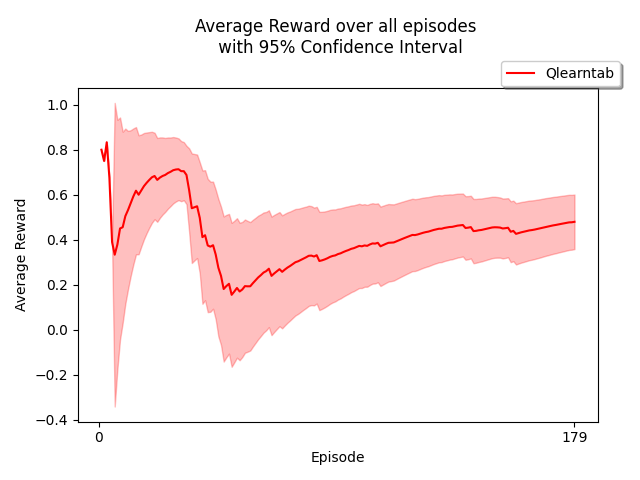 Average Reward over all episodes
with 95% Confidence Interval
Qlearntab
1.0
0.8
0.6
0.4
0.2
0.0
−0.2
−0.4
Average Reward
0
179
Episode